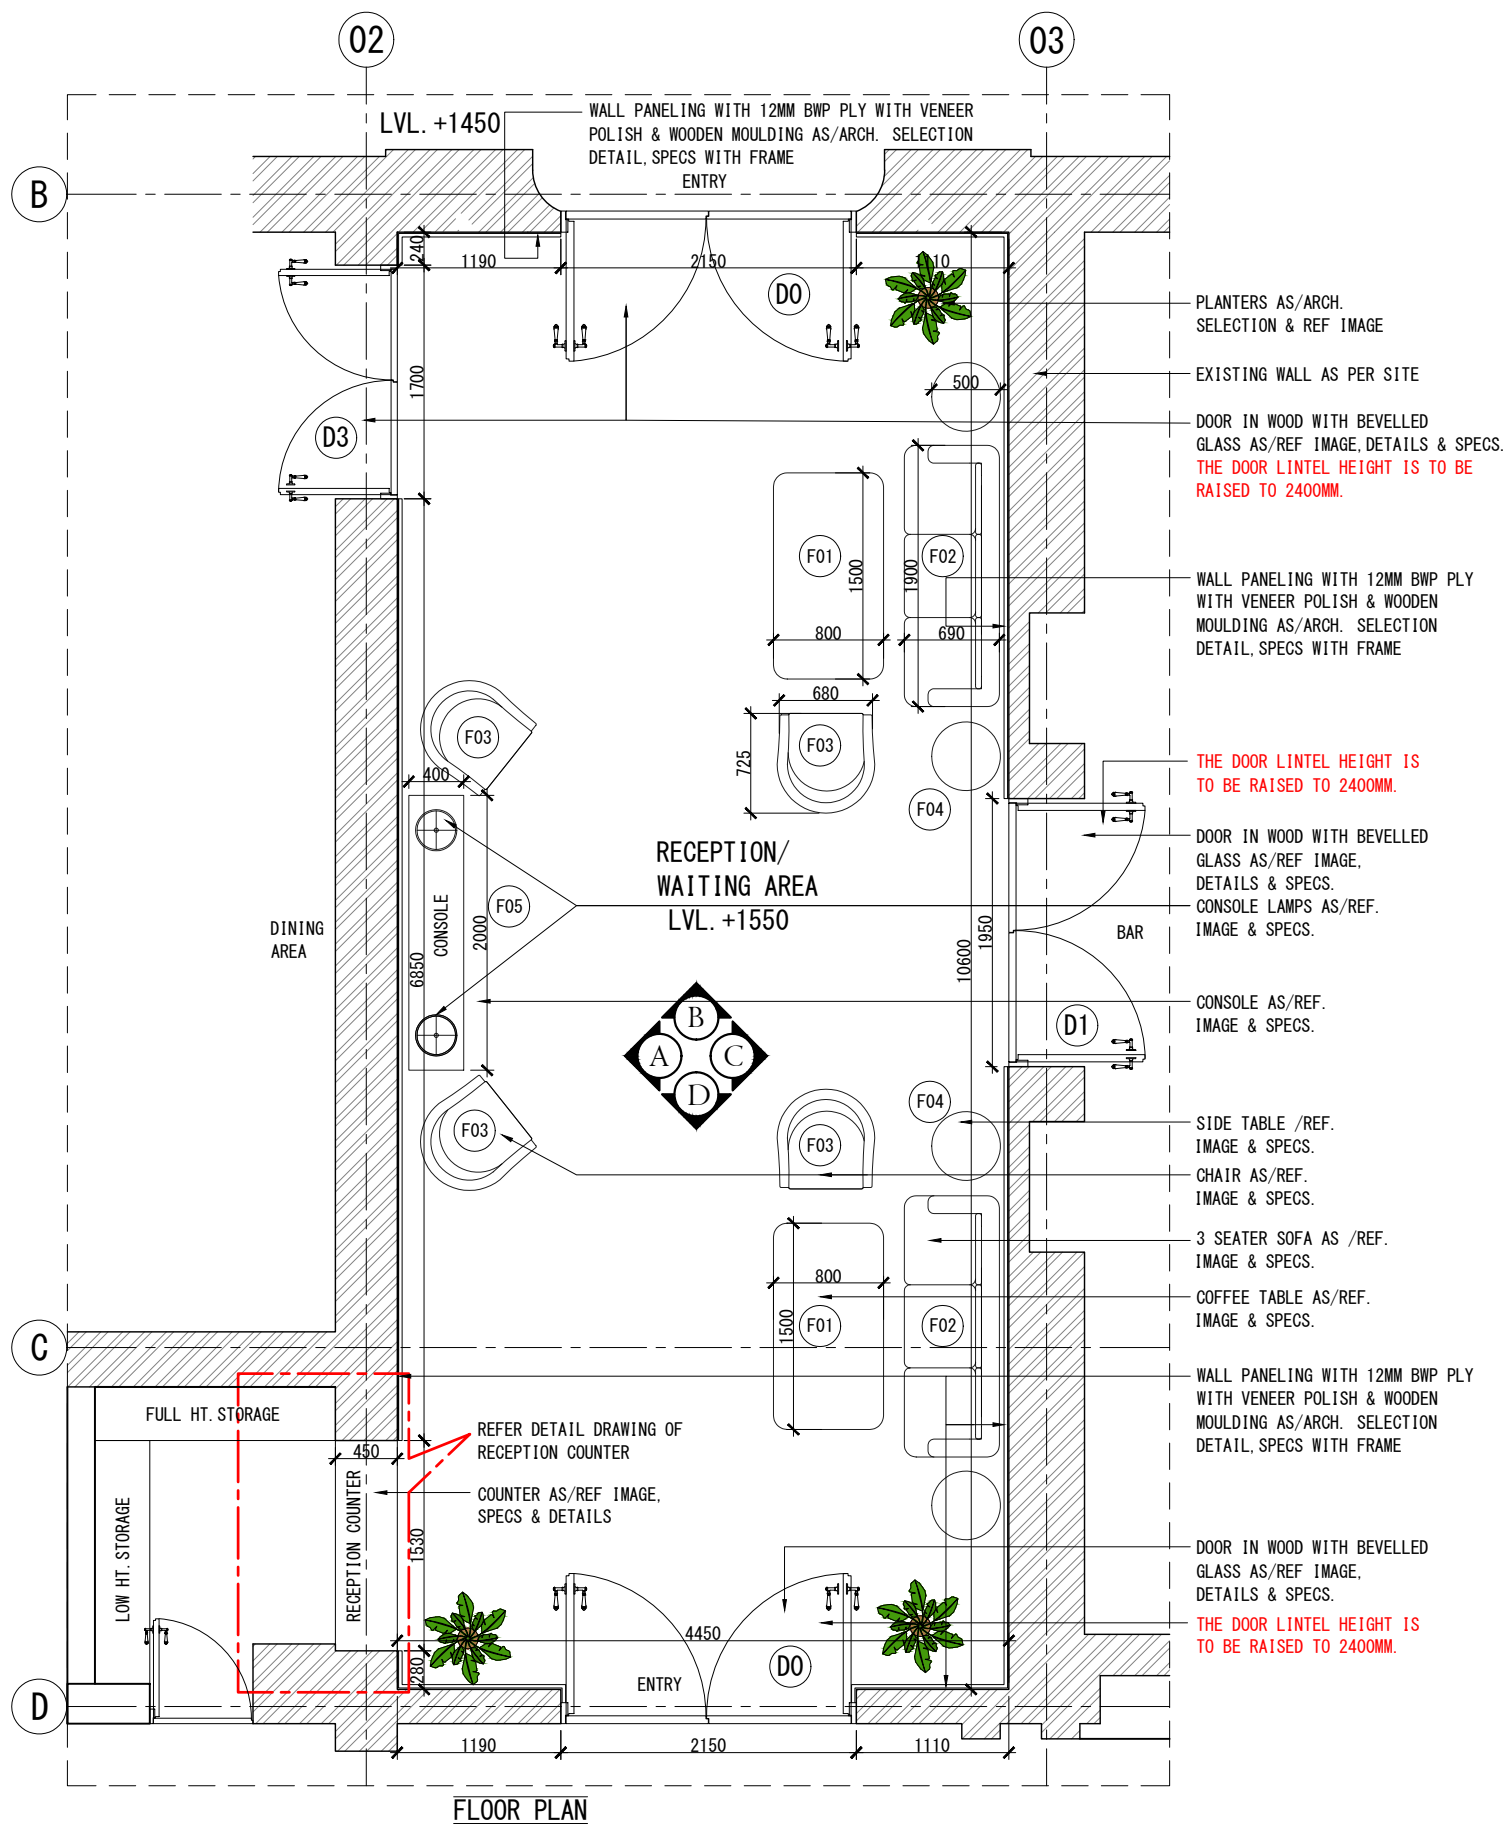 02
03
LVL. +1450
WALL PANELING WITH 12MM BWP PLY WITH VENEER
POLISH & WOODEN MOULDING AS/ARCH. SELECTION
DETAIL, SPECS WITH FRAME
ENTRY
B
240
1190
2150
D0
PLANTERS AS/ARCH.
SELECTION & REF IMAGE
EXISTING WALL AS PER SITE
500
1700
D3
DOOR IN WOOD WITH BEVELLED
GLASS AS/REF IMAGE, DETAILS & SPECS.
THE DOOR LINTEL HEIGHT IS TO BE
RAISED TO 2400MM.
F01
1500
800
F02
1900
690
WALL PANELING WITH 12MM BWP PLY
WITH VENEER POLISH & WOODEN
MOULDING AS/ARCH. SELECTION
DETAIL, SPECS WITH FRAME
680
F03
725
F03
400
F04
THE DOOR LINTEL HEIGHT IS
TO BE RAISED TO 2400MM.
DOOR IN WOOD WITH BEVELLED
GLASS AS/REF IMAGE,
DETAILS & SPECS.
CONSOLE LAMPS AS/REF.
IMAGE & SPECS.
RECEPTION/
WAITING AREA
LVL. +1550
DINING
AREA
6850
CONSOLE
2000
F05
10600
1950
BAR
CONSOLE AS/REF.
IMAGE & SPECS.
D1
B
A
C
D
F03
F03
F04
SIDE TABLE /REF.
IMAGE & SPECS.
CHAIR AS/REF.
IMAGE & SPECS.
3 SEATER SOFA AS /REF.
IMAGE & SPECS.
800
1500
F01
F02
COFFEE TABLE AS/REF.
IMAGE & SPECS.
C
WALL PANELING WITH 12MM BWP PLY
WITH VENEER POLISH & WOODEN
MOULDING AS/ARCH. SELECTION
DETAIL, SPECS WITH FRAME
FULL HT. STORAGE
450
REFER DETAIL DRAWING OF
RECEPTION COUNTER
COUNTER AS/REF IMAGE,
SPECS & DETAILS
LOW HT. STORAGE
RECEPTION COUNTER
1530
280
4450
ENTRY
D0
DOOR IN WOOD WITH BEVELLED
GLASS AS/REF IMAGE,
DETAILS & SPECS.
THE DOOR LINTEL HEIGHT IS
TO BE RAISED TO 2400MM.
D
1190
2150
1110
FLOOR PLAN